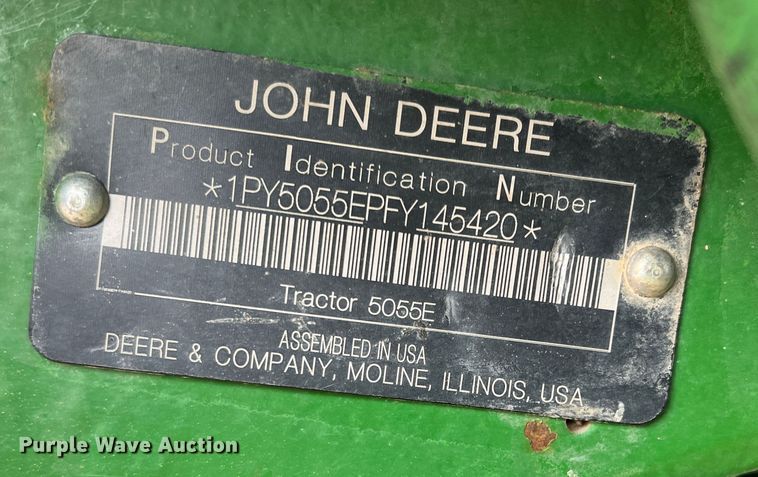 JOHN DEERE
Product Identification Number
*1PY5055EPFY145420*
Tractor 5055E
ASSEMBLED IN USA
DEERE & COMPANY, MOLINE, ILLINOIS, USA
Purple Wave Auction